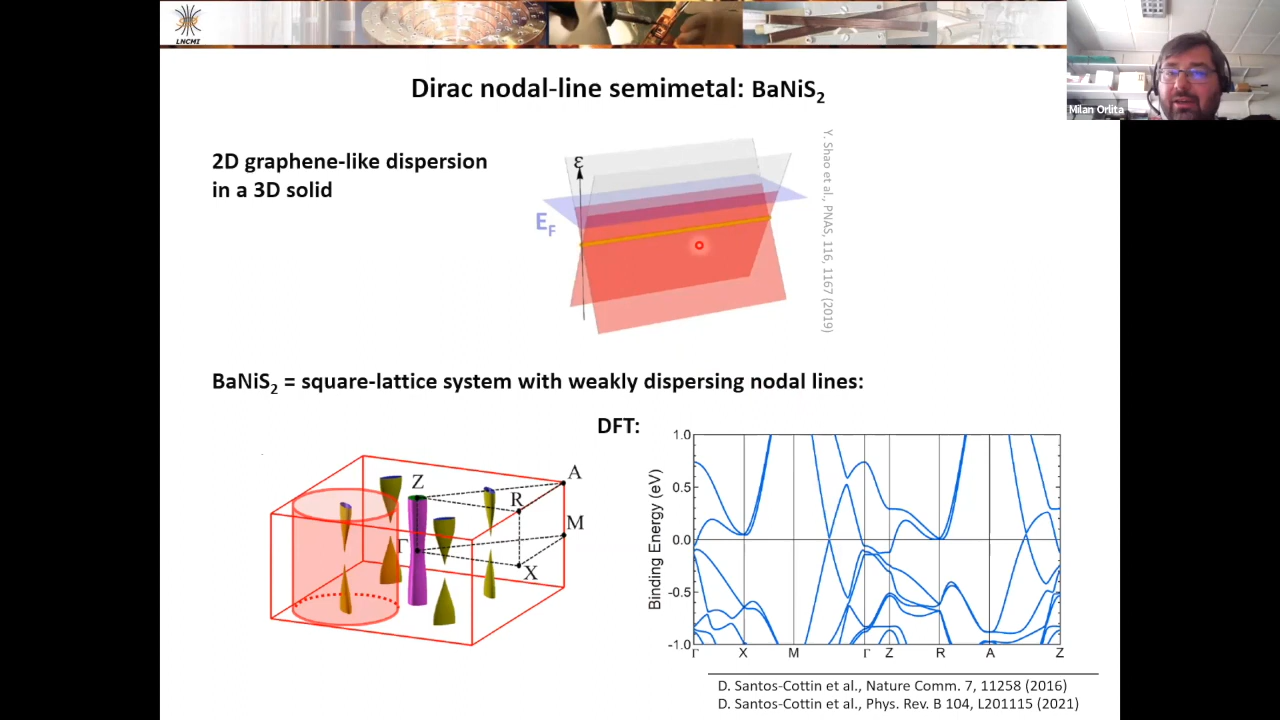 LNCMI
Milan Orlita
Dirac nodal-line semimetal: BaNiS₂
2D graphene-like dispersion
in a 3D solid
ε
E_F
Y. Shao et al., PNAS, 116, 1167 (2019)
BaNiS₂ = square-lattice system with weakly dispersing nodal lines:
DFT:
Z
A
R
M
Γ
X
Binding Energy (eV)
1.0
0.5
0.0
-0.5
-1.0
Γ X M Γ Z R A Z
D. Santos-Cottin et al., Nature Comm. 7, 11258 (2016)
D. Santos-Cottin et al., Phys. Rev. B 104, L201115 (2021)